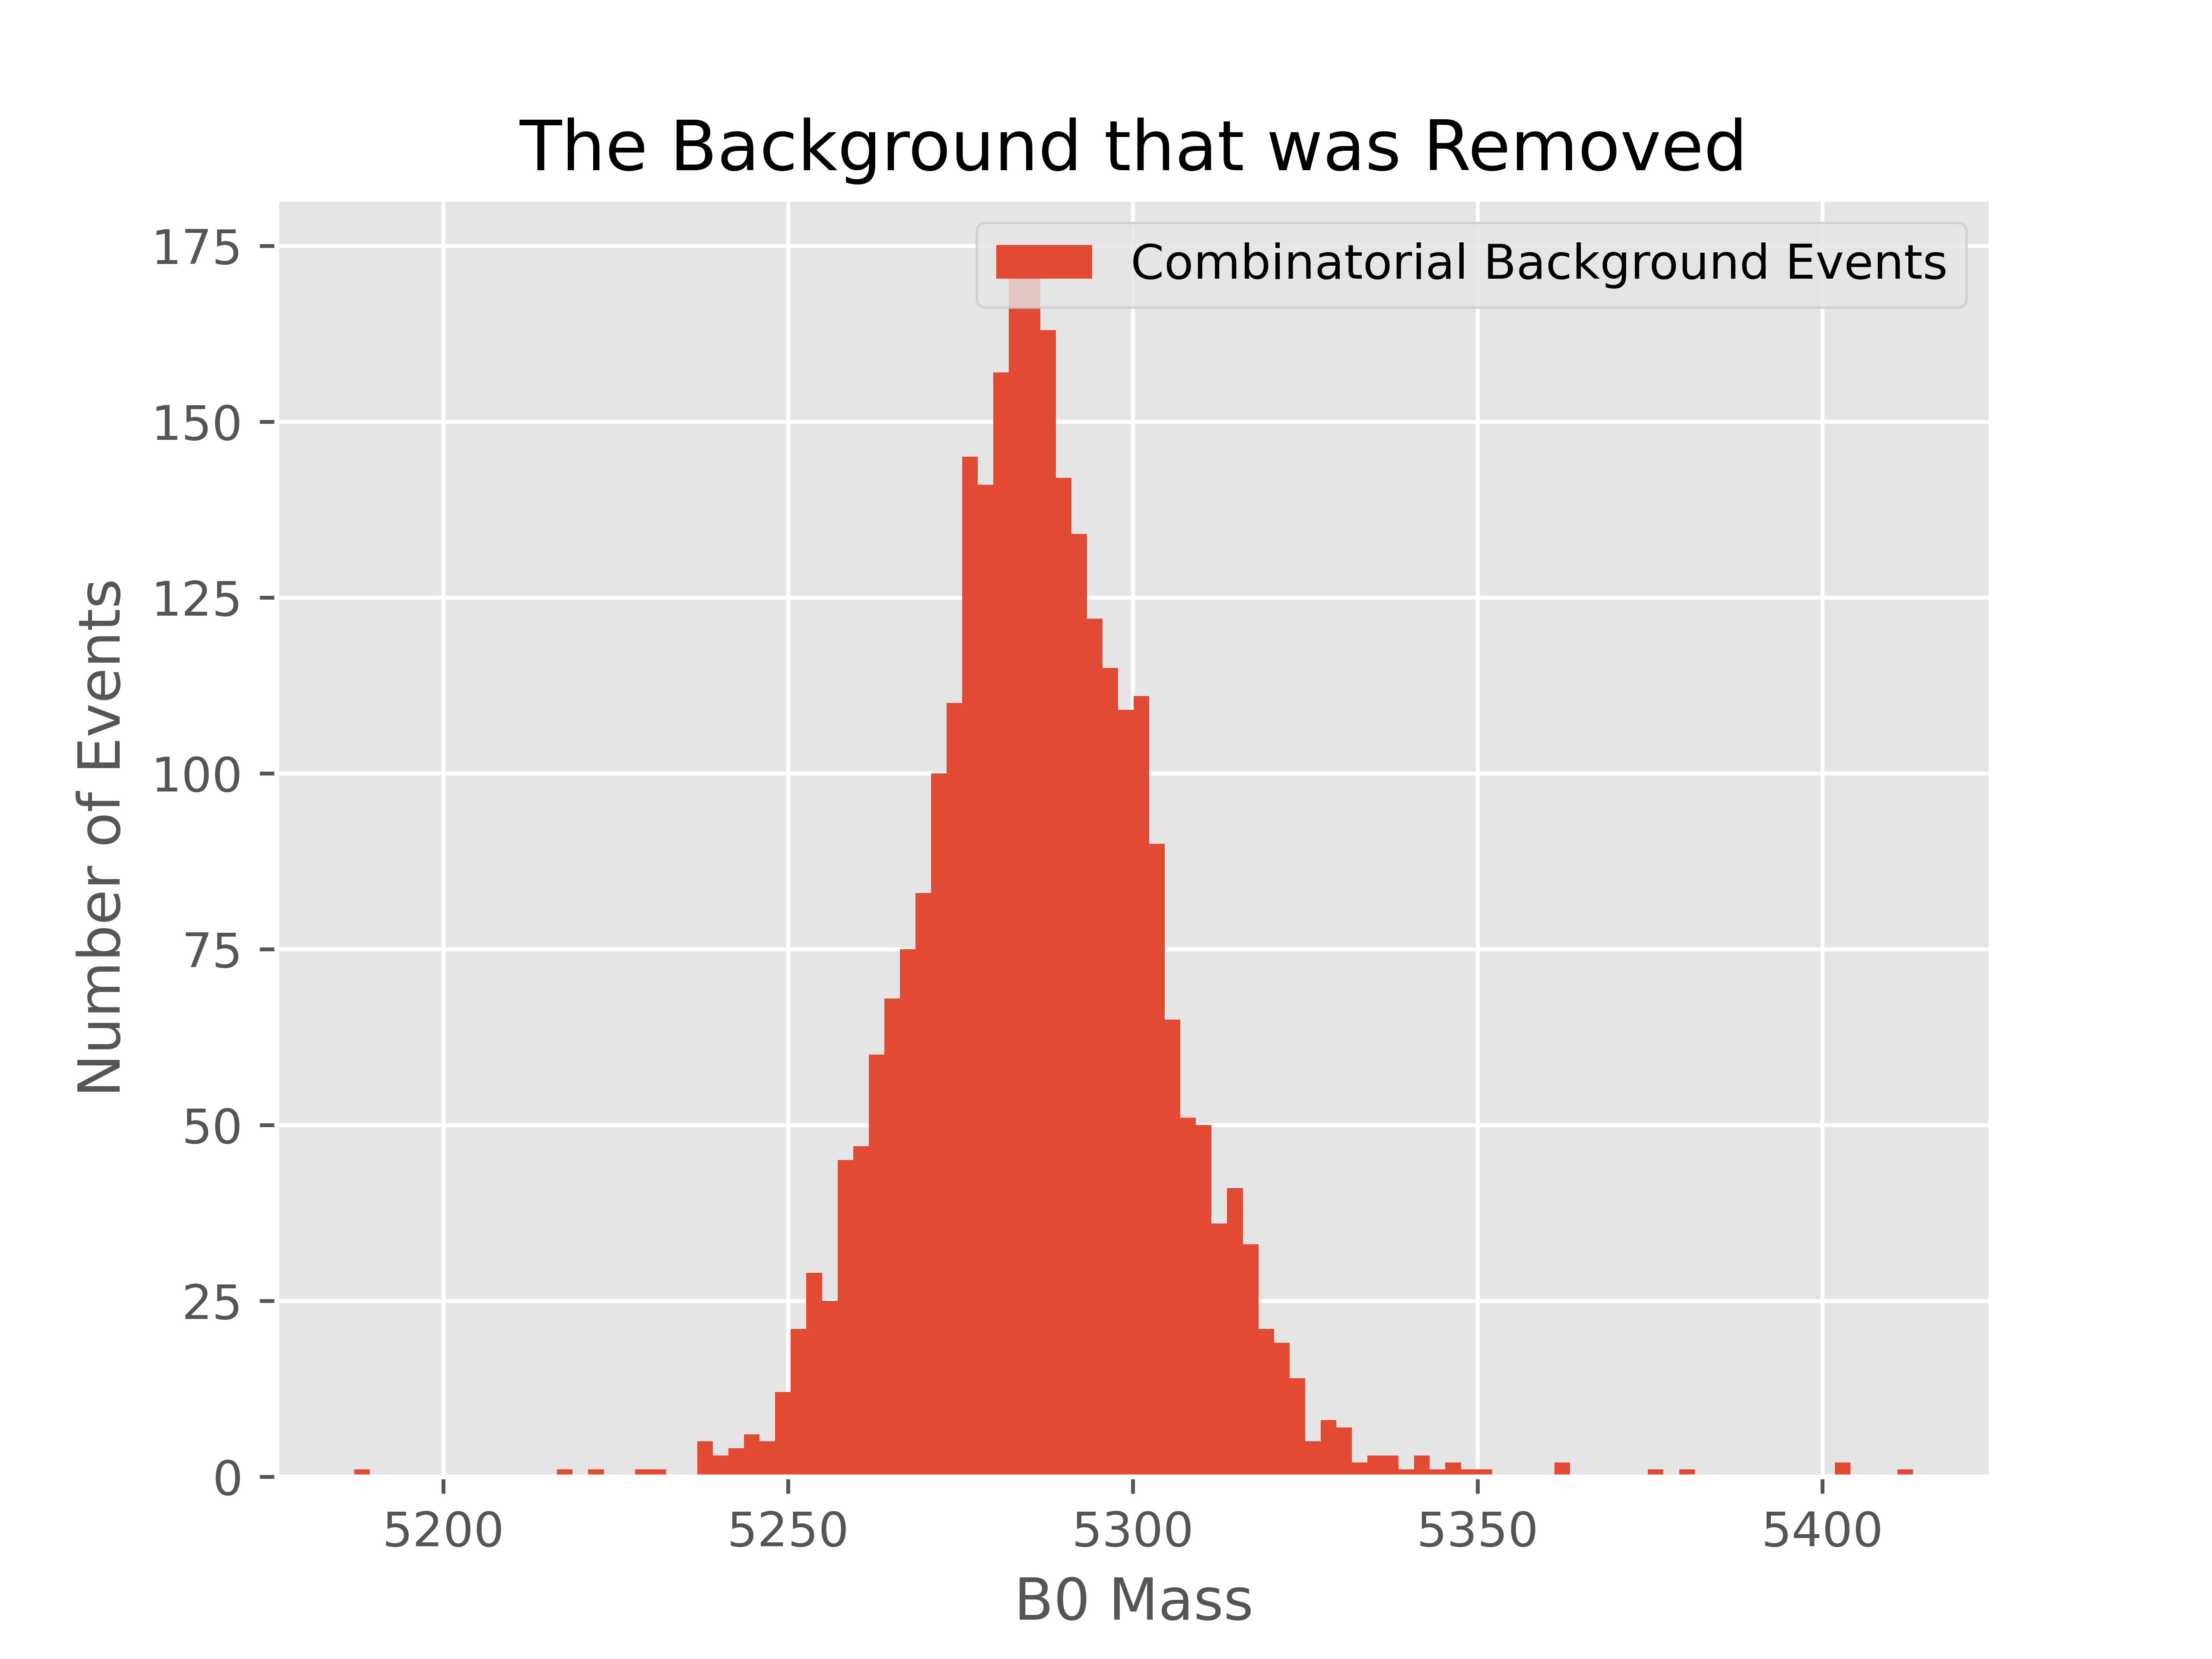 The Background that was Removed
Combinatorial Background Events
Number of Events
175
150
125
100
75
50
25
0
5200 5250 5300 5350 5400
B0 Mass